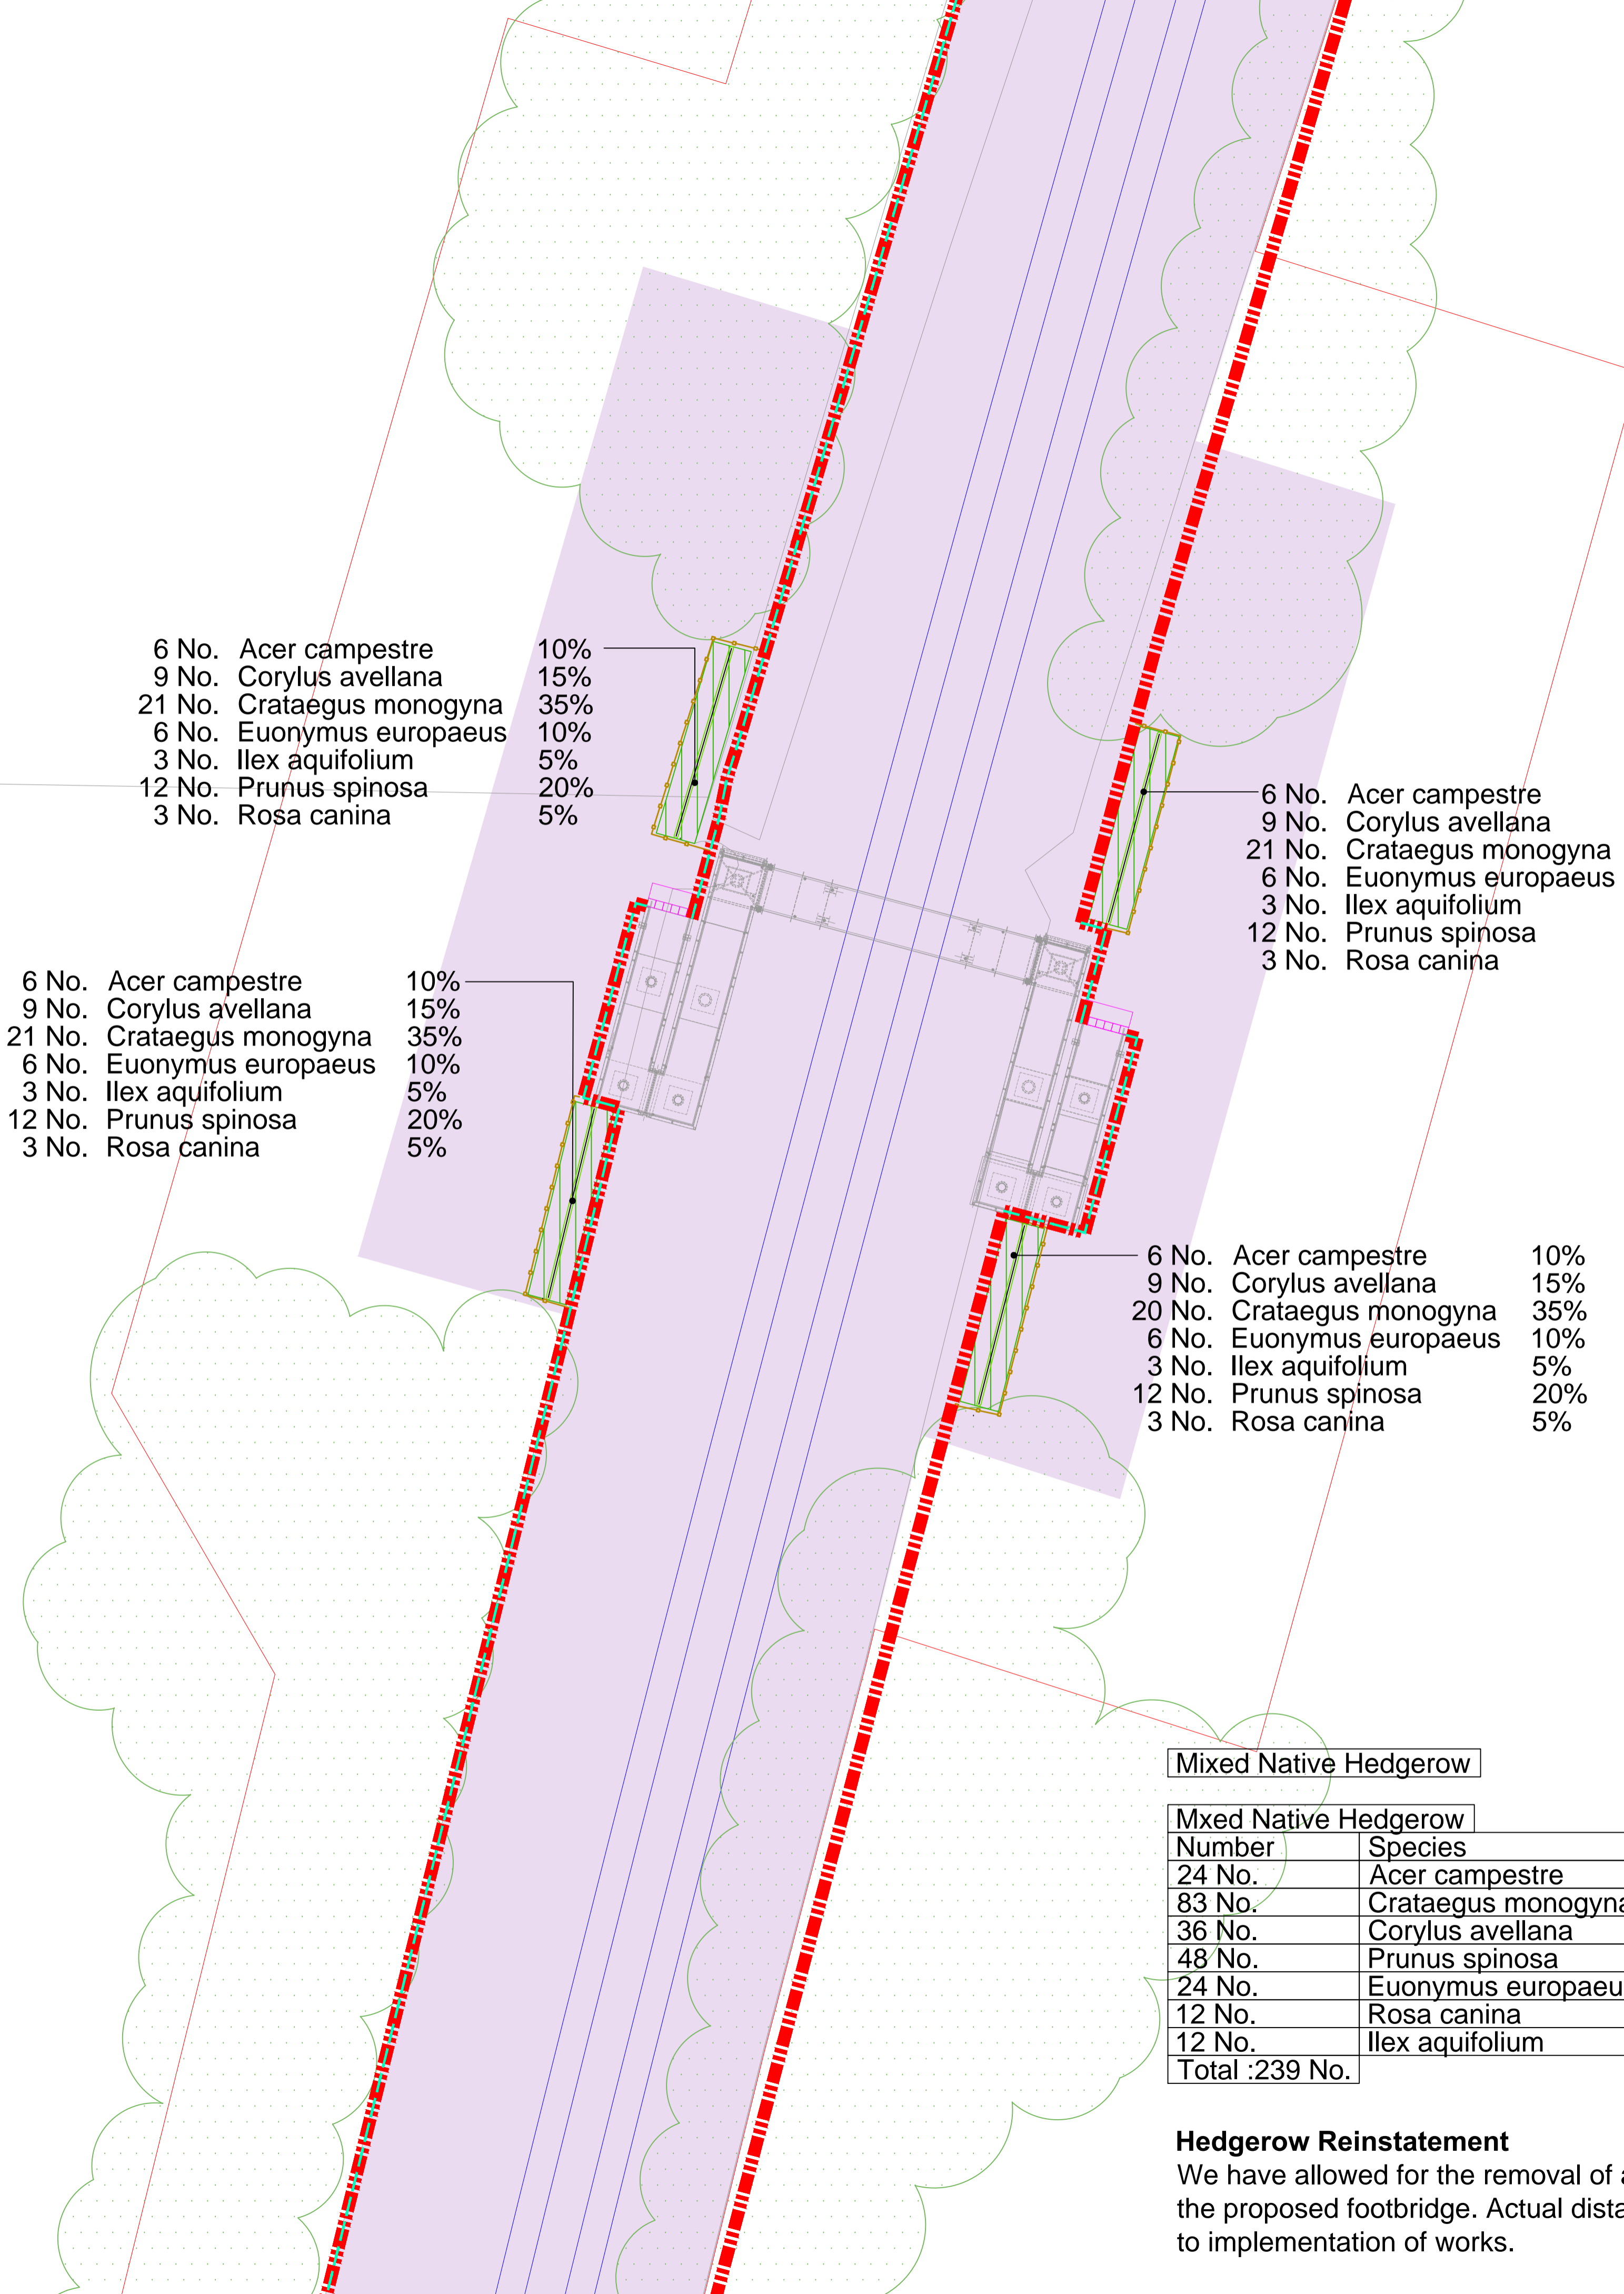 6 No. Acer campestre 10%
9 No. Corylus avellana 15%
21 No. Crataegus monogyna 35%
6 No. Euonymus europaeus 10%
3 No. Ilex aquifolium 5%
12 No. Prunus spinosa 20%
3 No. Rosa canina 5%
6 No. Acer campestre
9 No. Corylus avellana
21 No. Crataegus monogyna
6 No. Euonymus europaeus
3 No. Ilex aquifolium
12 No. Prunus spinosa
3 No. Rosa canina
6 No. Acer campestre 10%
9 No. Corylus avellana 15%
21 No. Crataegus monogyna 35%
6 No. Euonymus europaeus 10%
3 No. Ilex aquifolium 5%
12 No. Prunus spinosa 20%
3 No. Rosa canina 5%
6 No. Acer campestre 10%
9 No. Corylus avellana 15%
20 No. Crataegus monogyna 35%
6 No. Euonymus europaeus 10%
3 No. Ilex aquifolium 5%
12 No. Prunus spinosa 20%
3 No. Rosa canina 5%
Mixed Native Hedgerow
Mxed Native Hedgerow
Number Species
24 No. Acer campestre
83 No. Crataegus monogyna
36 No. Corylus avellana
48 No. Prunus spinosa
24 No. Euonymus europaeu
12 No. Rosa canina
12 No. Ilex aquifolium
Total :239 No.
Hedgerow Reinstatement
We have allowed for the removal of a
the proposed footbridge. Actual dista
to implementation of works.